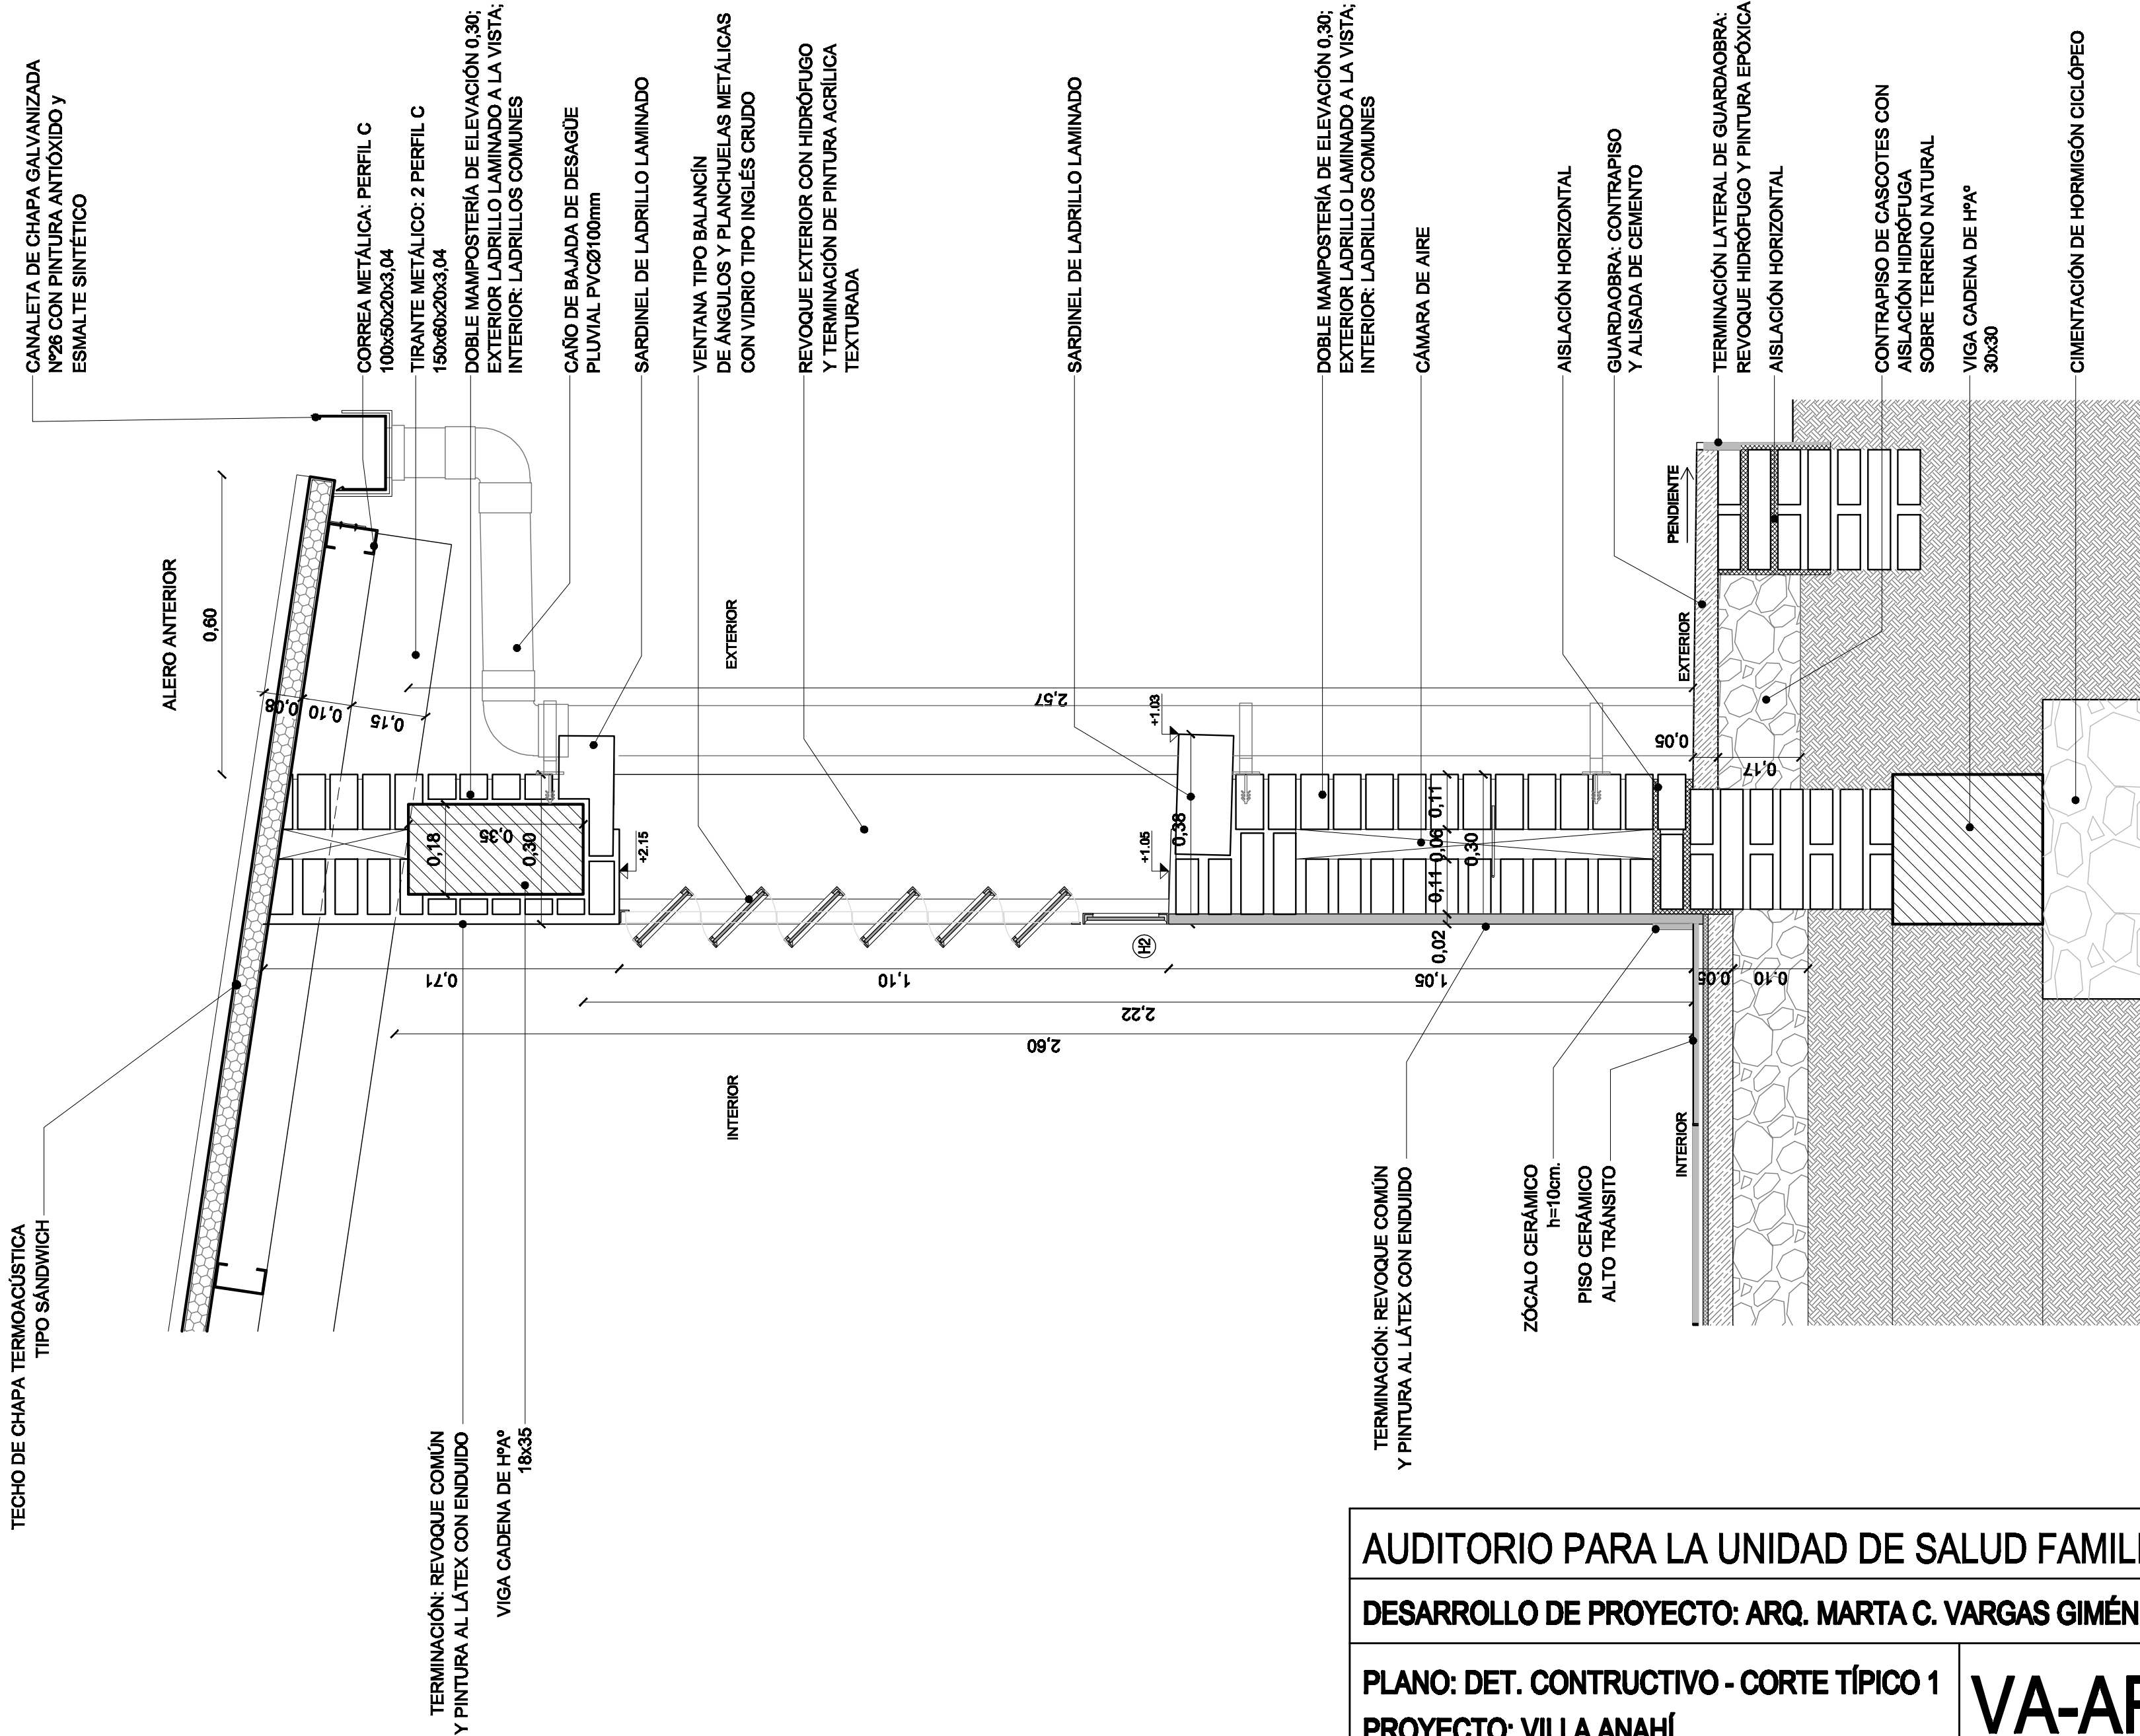 CANALETA DE CHAPA GALVANIZADA
Nº26 CON PINTURA ANTIÓXIDO y
ESMALTE SINTÉTICO
CORREA METÁLICA: PERFIL C
100x50x20x3,04
TIRANTE METÁLICO: 2 PERFIL C
150x60x20x3,04
DOBLE MAMPOSTERÍA DE ELEVACIÓN 0,30;
EXTERIOR LADRILLO LAMINADO A LA VISTA;
INTERIOR: LADRILLOS COMUNES
CAÑO DE BAJADA DE DESAGÜE
PLUVIAL PVCØ100mm
SARDINEL DE LADRILLO LAMINADO
VENTANA TIPO BALANCÍN
DE ÁNGULOS Y PLANCHUELAS METÁLICAS
CON VIDRIO TIPO INGLÉS CRUDO
REVOQUE EXTERIOR CON HIDRÓFUGO
Y TERMINACIÓN DE PINTURA ACRÍLICA
TEXTURADA
SARDINEL DE LADRILLO LAMINADO
DOBLE MAMPOSTERÍA DE ELEVACIÓN 0,30;
EXTERIOR LADRILLO LAMINADO A LA VISTA;
INTERIOR: LADRILLOS COMUNES
CÁMARA DE AIRE
AISLACIÓN HORIZONTAL
GUARDAOBRA: CONTRAPISO
Y ALISADA DE CEMENTO
TERMINACIÓN LATERAL DE GUARDAOBRA:
REVOQUE HIDRÓFUGO Y PINTURA EPÓXICA
AISLACIÓN HORIZONTAL
CONTRAPISO DE CASCOTES CON
AISLACIÓN HIDRÓFUGA
SOBRE TERRENO NATURAL
VIGA CADENA DE HºAº
30x30
CIMENTACIÓN DE HORMIGÓN CICLÓPEO
ALERO ANTERIOR
0,60
0,08
0,10
0,15
EXTERIOR
2,57
+1.03
PENDIENTE
EXTERIOR
0,05
0,17
0,18
0,35
0,30
+2.15
+1.05
0,38
0,11
0,06
0,11
0,30
0,02
H2
0,71
1,10
1,05
0,05
0,10
2,22
2,60
INTERIOR
INTERIOR
TECHO DE CHAPA TERMOACÚSTICA
TIPO SÁNDWICH
TERMINACIÓN: REVOQUE COMÚN
Y PINTURA AL LÁTEX CON ENDUIDO
VIGA CADENA DE HºAº
18x35
TERMINACIÓN: REVOQUE COMÚN
Y PINTURA AL LÁTEX CON ENDUIDO
ZÓCALO CERÁMICO
h=10cm.
PISO CERÁMICO
ALTO TRÁNSITO
AUDITORIO PARA LA UNIDAD DE SALUD FAMILI
DESARROLLO DE PROYECTO: ARQ. MARTA C. VARGAS GIMÉN
PLANO: DET. CONTRUCTIVO - CORTE TÍPICO 1
PROYECTO: VILLA ANAHÍ
VA-AR